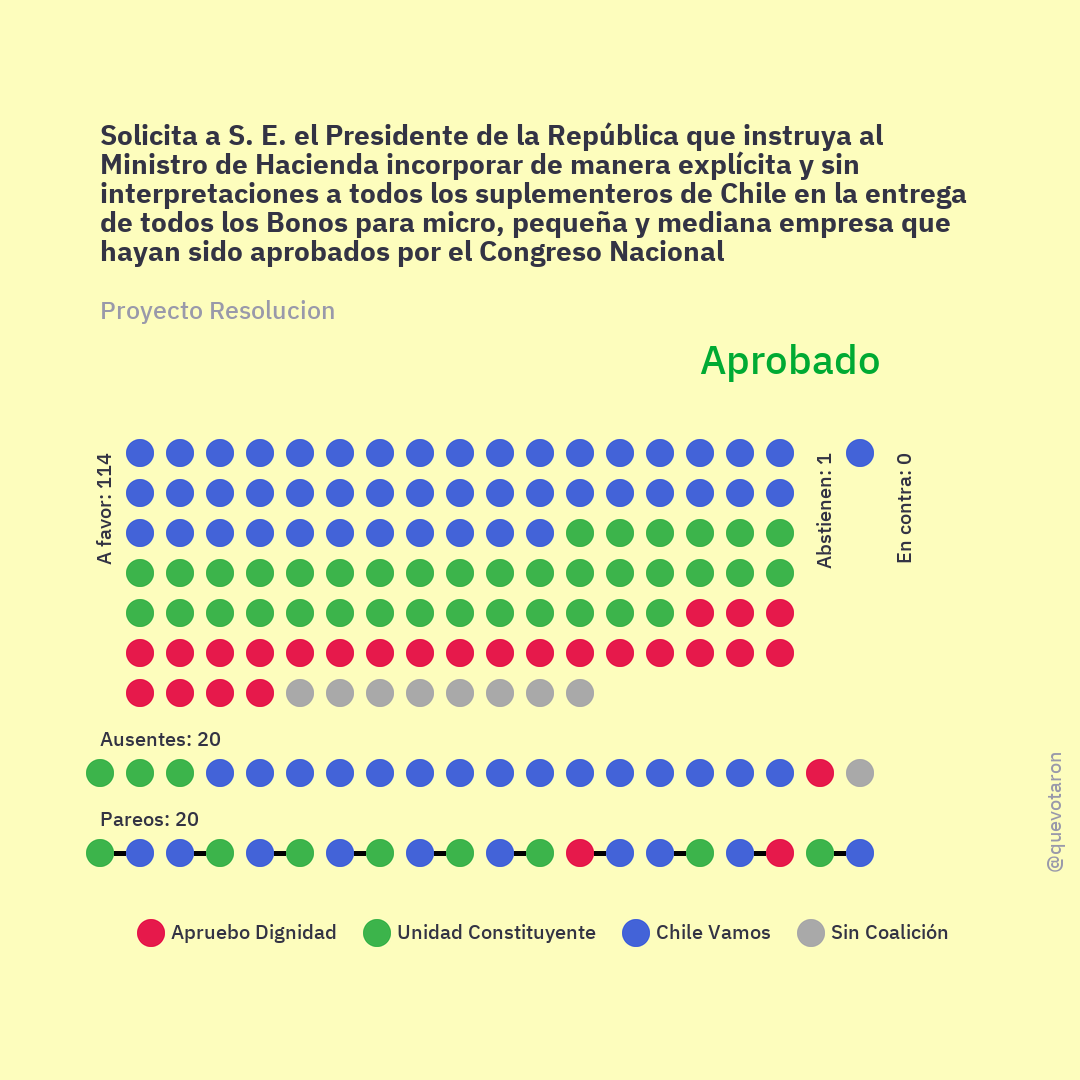 Solicita a S. E. el Presidente de la República que instruya al
Ministro de Hacienda incorporar de manera explícita y sin
interpretaciones a todos los suplementeros de Chile en la entrega
de todos los Bonos para micro, pequeña y mediana empresa que
hayan sido aprobados por el Congreso Nacional
Proyecto Resolucion
Aprobado
A favor: 114
Abstienen: 1
En contra: 0
Ausentes: 20
Pareos: 20
@quevotaron
Apruebo Dignidad
Unidad Constituyente
Chile Vamos
Sin Coalición